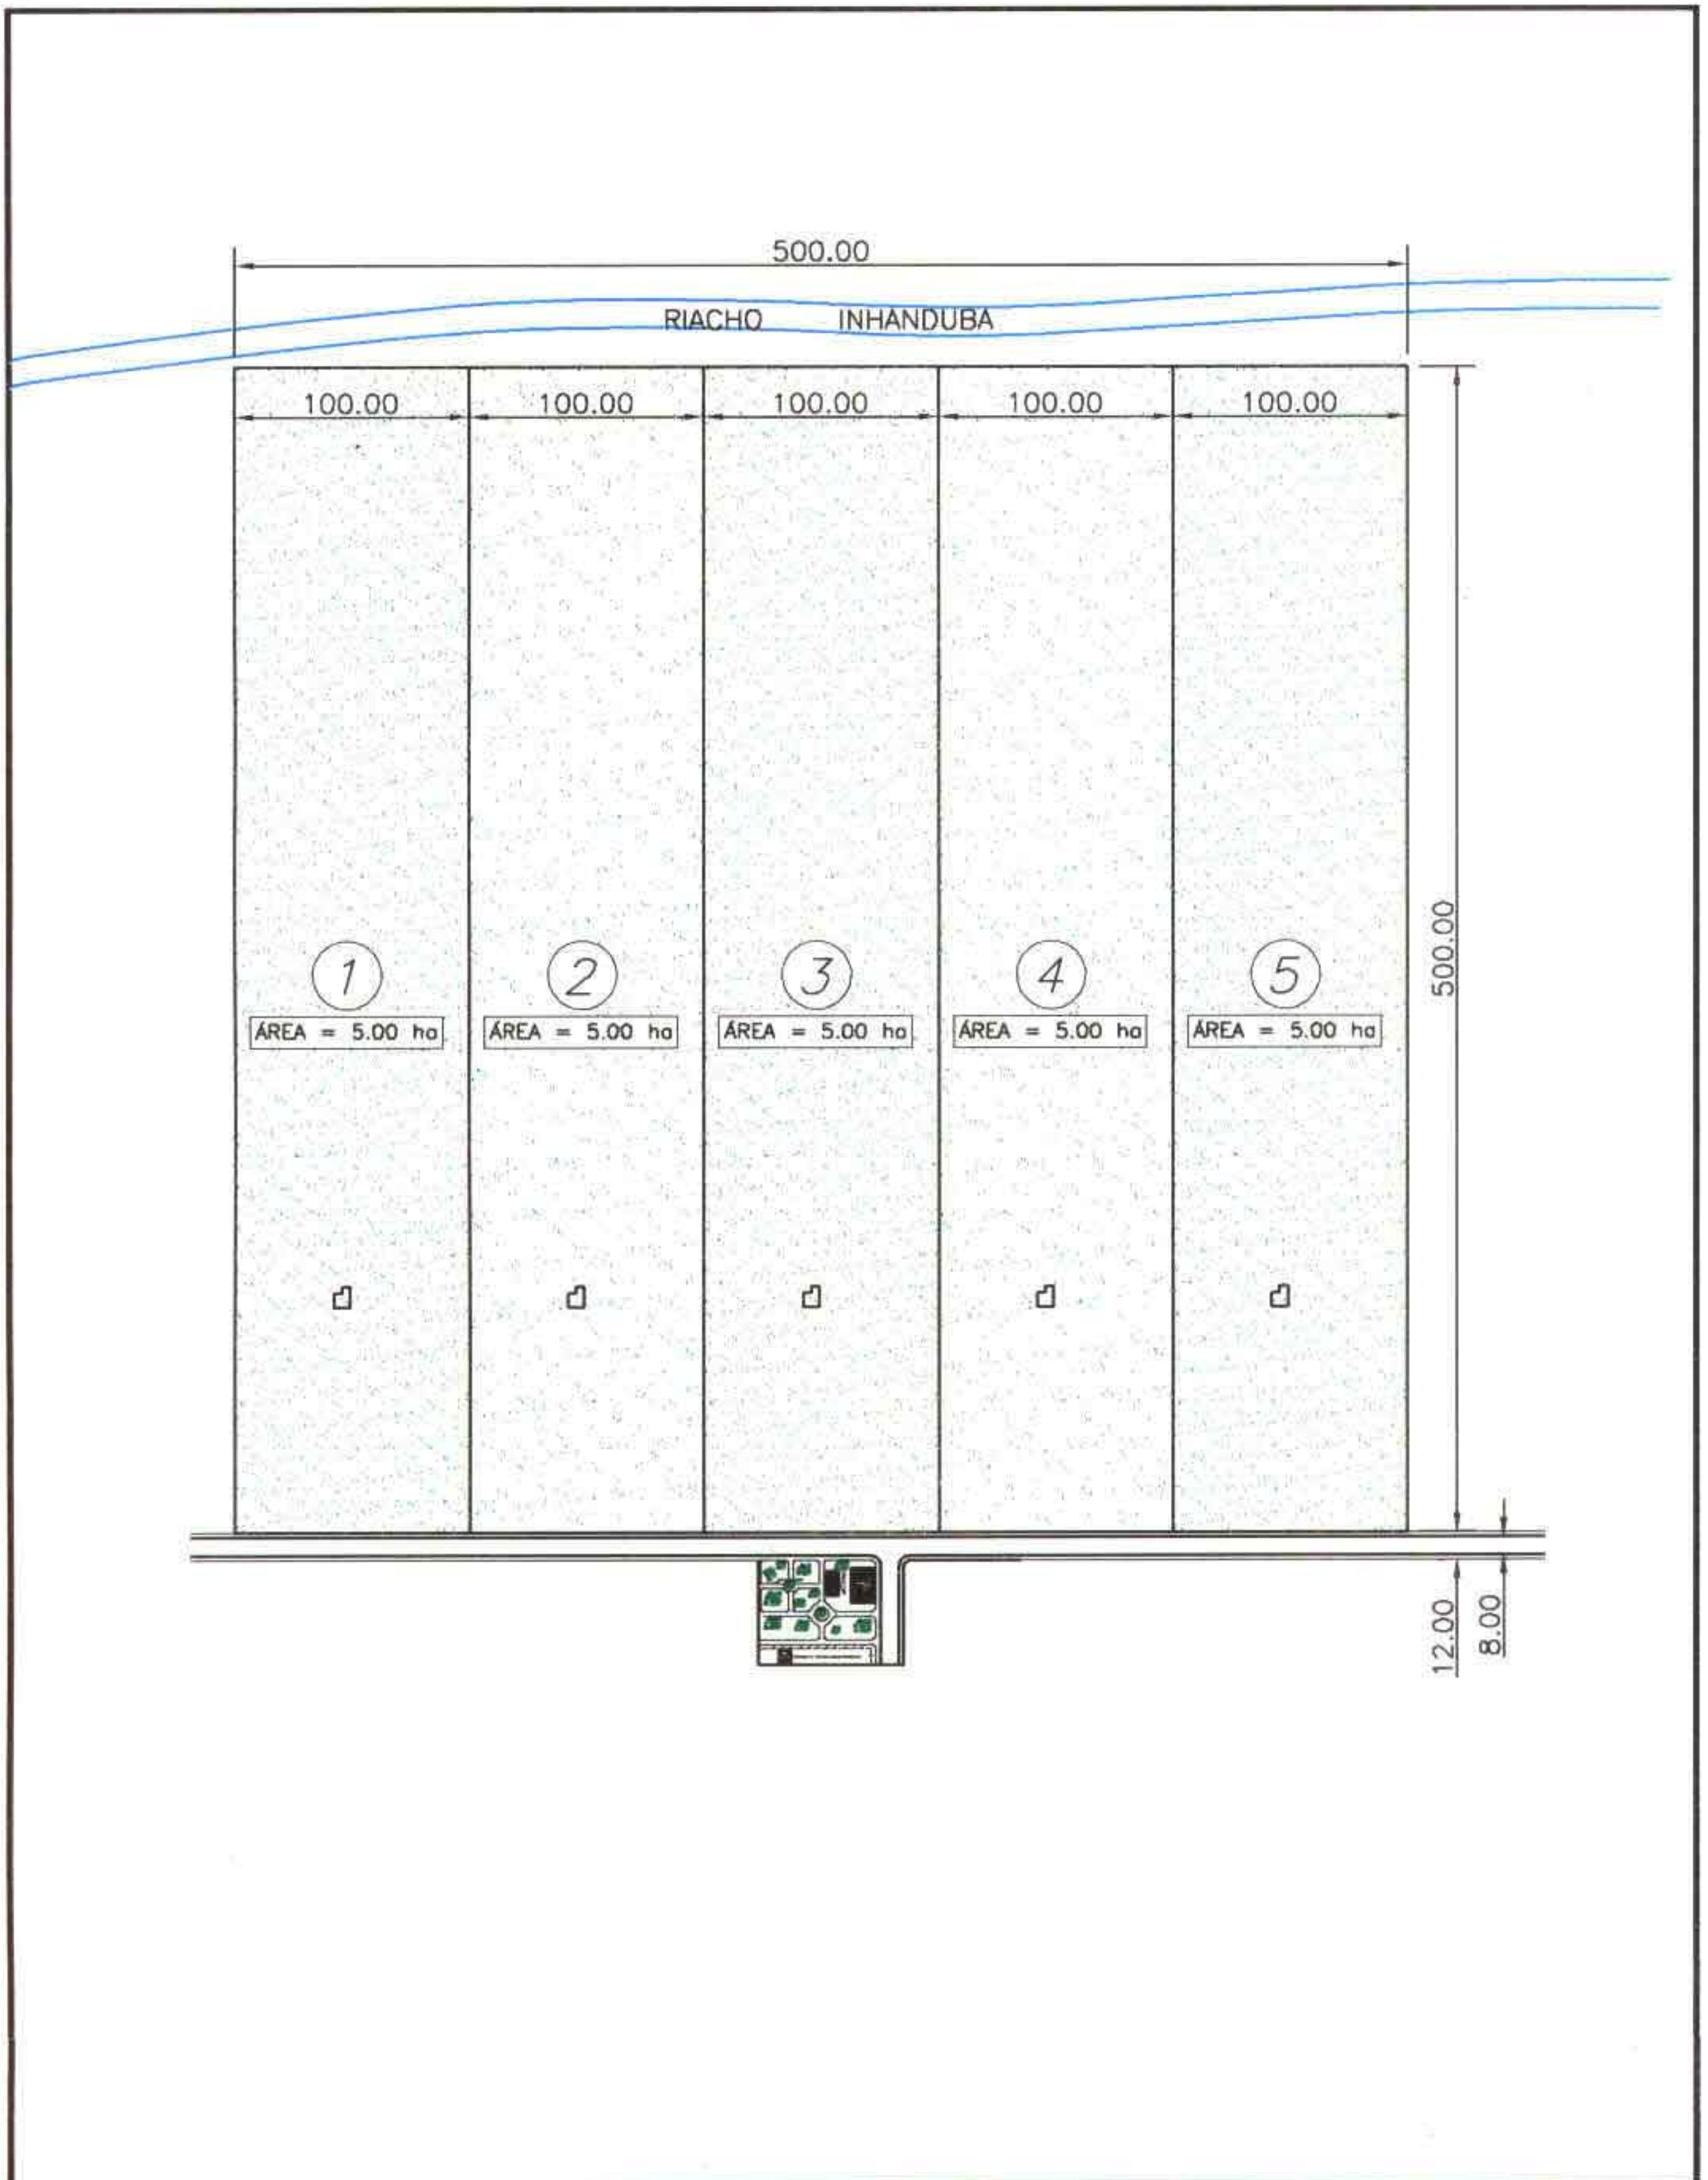 500.00
RIACHO INHANDUBA
100.00 100.00 100.00 100.00 100.00
500.00
1 2 3 4 5
ÁREA = 5.00 ha ÁREA = 5.00 ha ÁREA = 5.00 ha ÁREA = 5.00 ha ÁREA = 5.00 ha
12.00
8.00